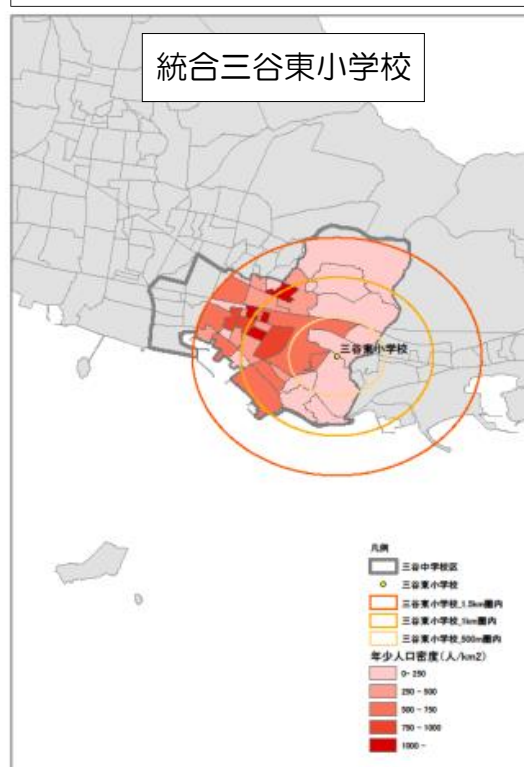 統合三谷東小学校
三谷東小学校
凡例
三谷中学校区
三谷東小学校
三谷東小学校_1.5km圏内
三谷東小学校_1km圏内
三谷東小学校_500m圏内
年少人口密度(人/km2)
0- 250
250 - 500
500 - 750
750 - 1000
1000 -